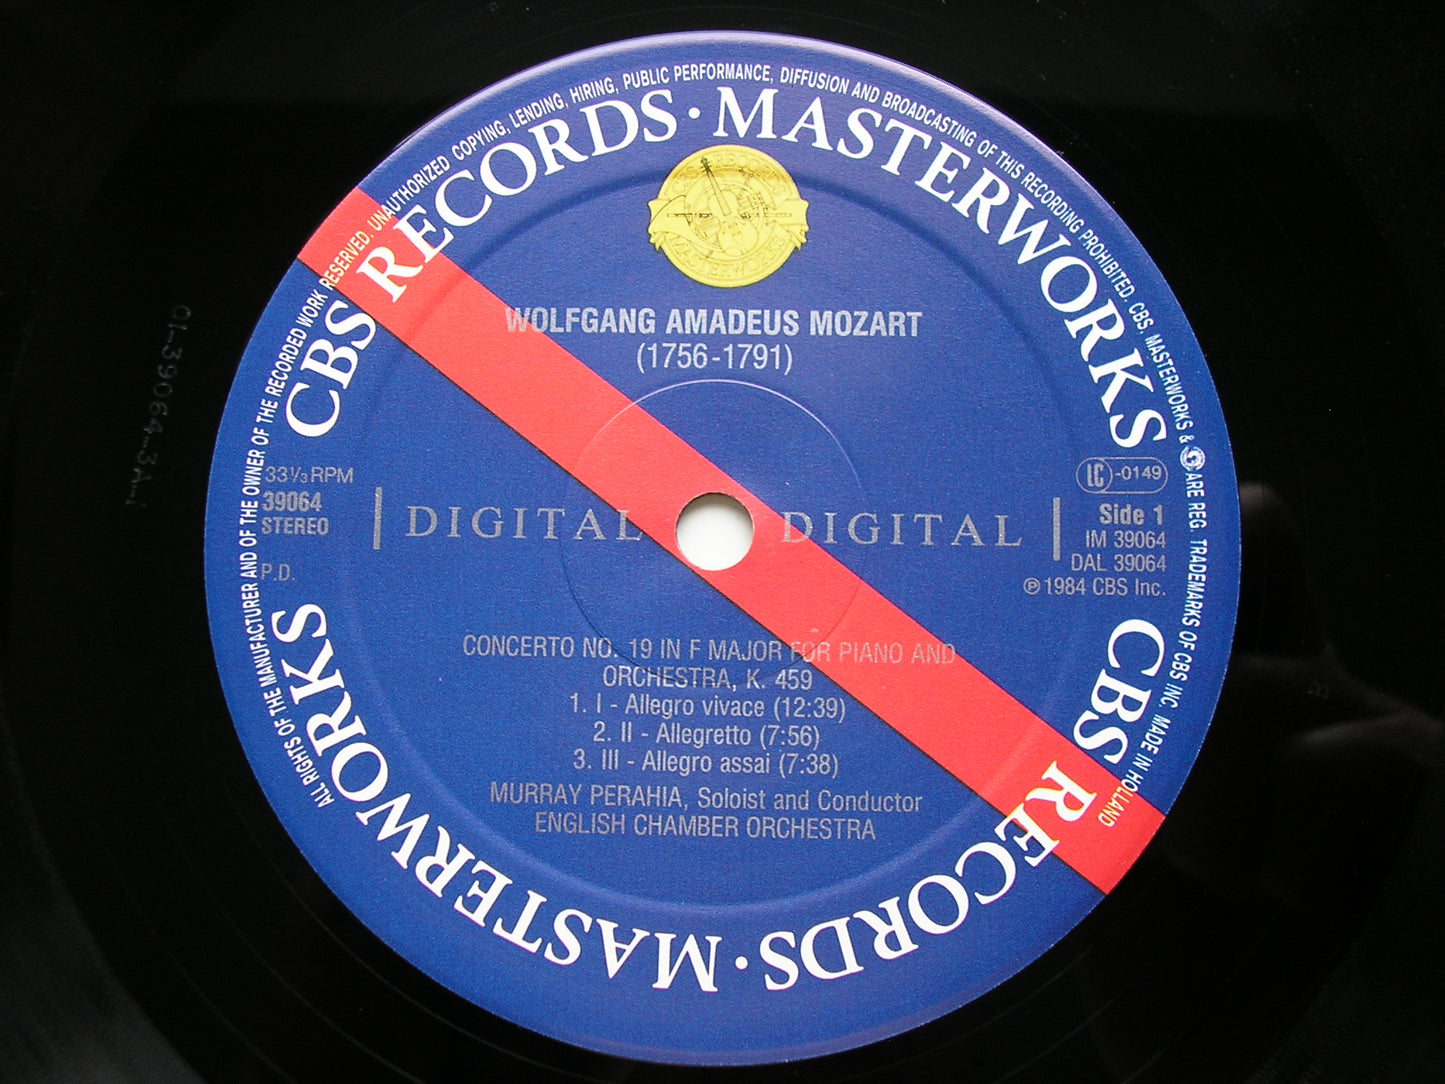 ALL RIGHTS OF THE MANUFACTURER AND OF THE OWNER OF THE RECORDED WORK RESERVED. UNAUTHORIZED COPYING, LENDING, HIRING, PUBLIC PERFORMANCE, DIFFUSION AND BROADCASTING OF THIS RECORDING PROHIBITED. CBS, MASTERWORKS & ARE REG. TRADEMARKS OF CBS INC. MADE IN HOLLAND
CBS RECORDS · MASTERWORKS
CBS RECORDS
MASTERWORKS
WOLFGANG AMADEUS MOZART
(1756-1791)
33⅓ RPM
39064
STEREO
P.D.
DIGITAL DIGITAL
LC -0149
Side 1
IM 39064
DAL 39064
℗ 1984 CBS Inc.
CONCERTO NO. 19 IN F MAJOR FOR PIANO AND
ORCHESTRA, K. 459
1. I - Allegro vivace (12:39)
2. II - Allegretto (7:56)
3. III - Allegro assai (7:38)
MURRAY PERAHIA, Soloist and Conductor
ENGLISH CHAMBER ORCHESTRA
CBS RECORDS · MASTERWORKS